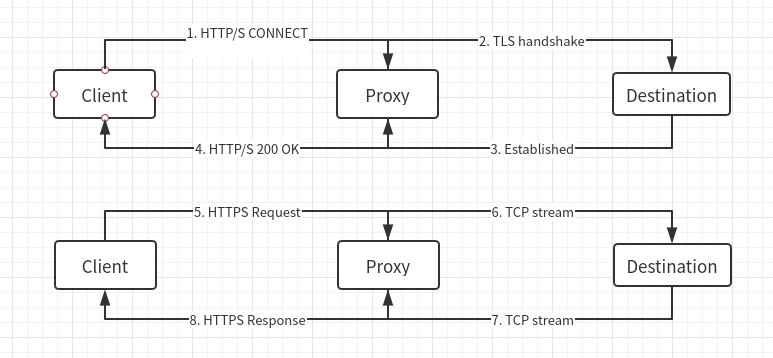 1. HTTP/S CONNECT
2. TLS handshake
Client
Proxy
Destination
4. HTTP/S 200 OK
3. Established
5. HTTPS Request
6. TCP stream
Client
Proxy
Destination
8. HTTPS Response
7. TCP stream